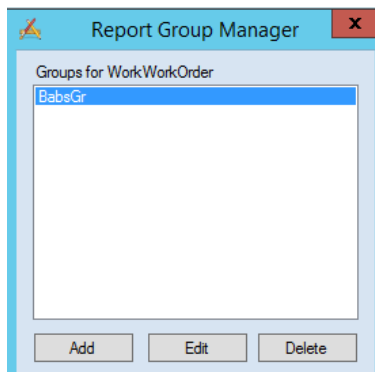 Report Group Manager
x
Groups for WorkWorkOrder
BabsGr
Add Edit Delete